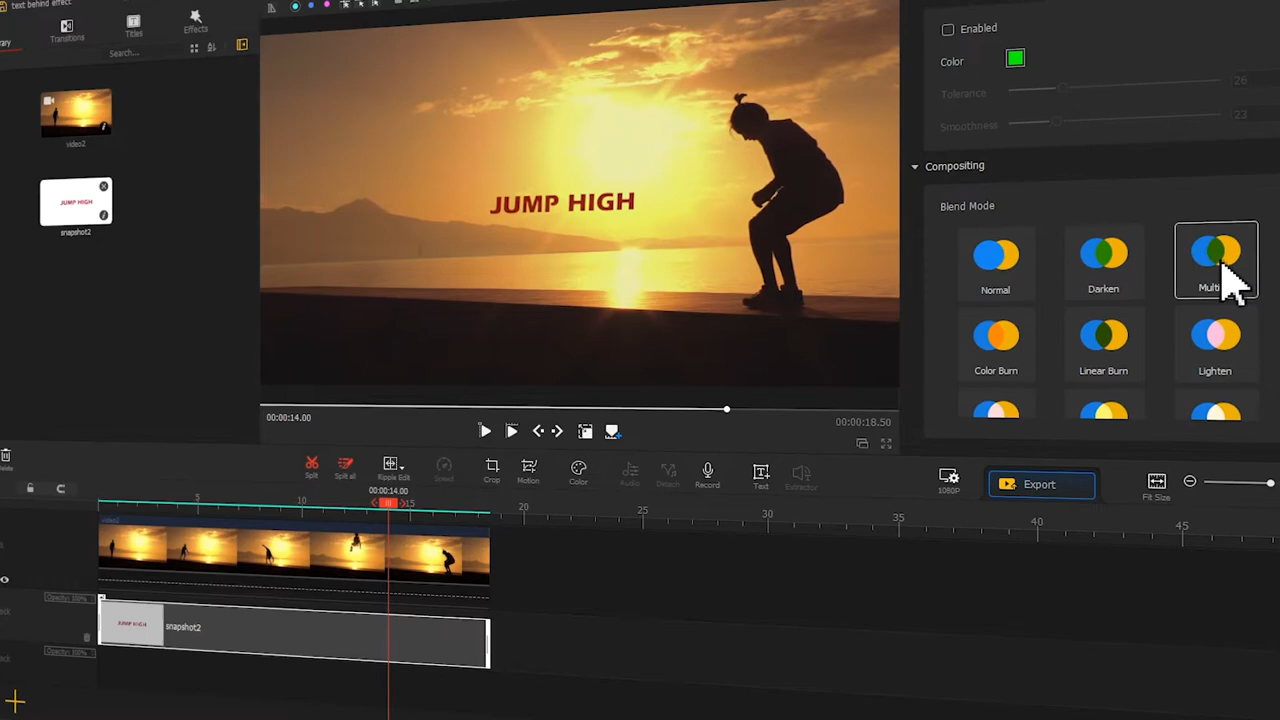 text behind effect
Transitions
Titles
Effects
Search...
video2
JUMP HIGH
snapshot2
JUMP HIGH
00:00:14.00
00:00:18.50
Enabled
Color
Tolerance
26
Smoothness
23
Compositing
Blend Mode
Normal
Darken
Color Burn
Linear Burn
Lighten
Split
Split all
Ripple Edit
Speed
Crop
Motion
Color
Audio
Detach
Record
Text
Extractor
1080P
Export
Fit Size
00:00:14.00
5
10
15
20
25
30
35
40
45
Opacity: 100%
JUMP HIGH
snapshot2
Opacity: 100%